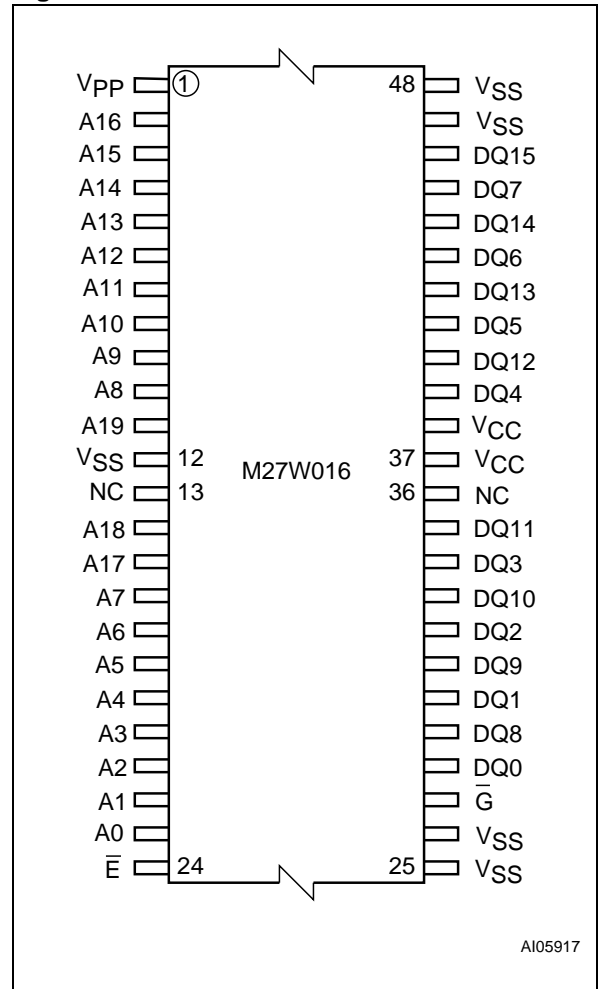 VPP 1 48 VSS
A16 VSS
A15 DQ15
A14 DQ7
A13 DQ14
A12 DQ6
A11 DQ13
A10 DQ5
A9 DQ12
A8 DQ4
A19 VCC
VSS 12 37 VCC
M27W016
NC 13 36 NC
A18 DQ11
A17 DQ3
A7 DQ10
A6 DQ2
A5 DQ9
A4 DQ1
A3 DQ8
A2 DQ0
A1 G̅
A0 VSS
E̅ 24 25 VSS
AI05917